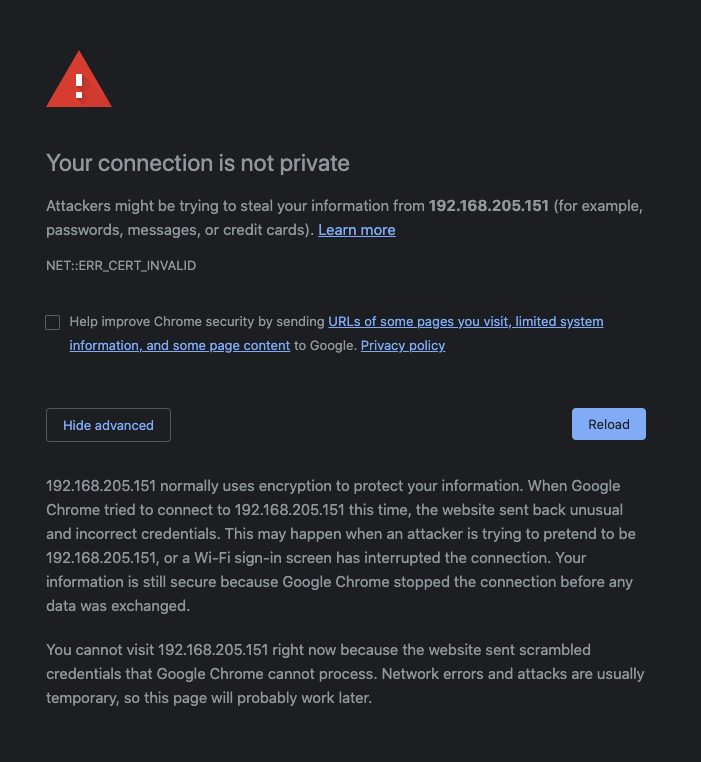 Your connection is not private
Attackers might be trying to steal your information from 192.168.205.151 (for example,
passwords, messages, or credit cards). Learn more
NET::ERR_CERT_INVALID
Help improve Chrome security by sending URLs of some pages you visit, limited system
information, and some page content to Google. Privacy policy
Hide advanced
Reload
192.168.205.151 normally uses encryption to protect your information. When Google
Chrome tried to connect to 192.168.205.151 this time, the website sent back unusual
and incorrect credentials. This may happen when an attacker is trying to pretend to be
192.168.205.151, or a Wi-Fi sign-in screen has interrupted the connection. Your
information is still secure because Google Chrome stopped the connection before any
data was exchanged.
You cannot visit 192.168.205.151 right now because the website sent scrambled
credentials that Google Chrome cannot process. Network errors and attacks are usually
temporary, so this page will probably work later.